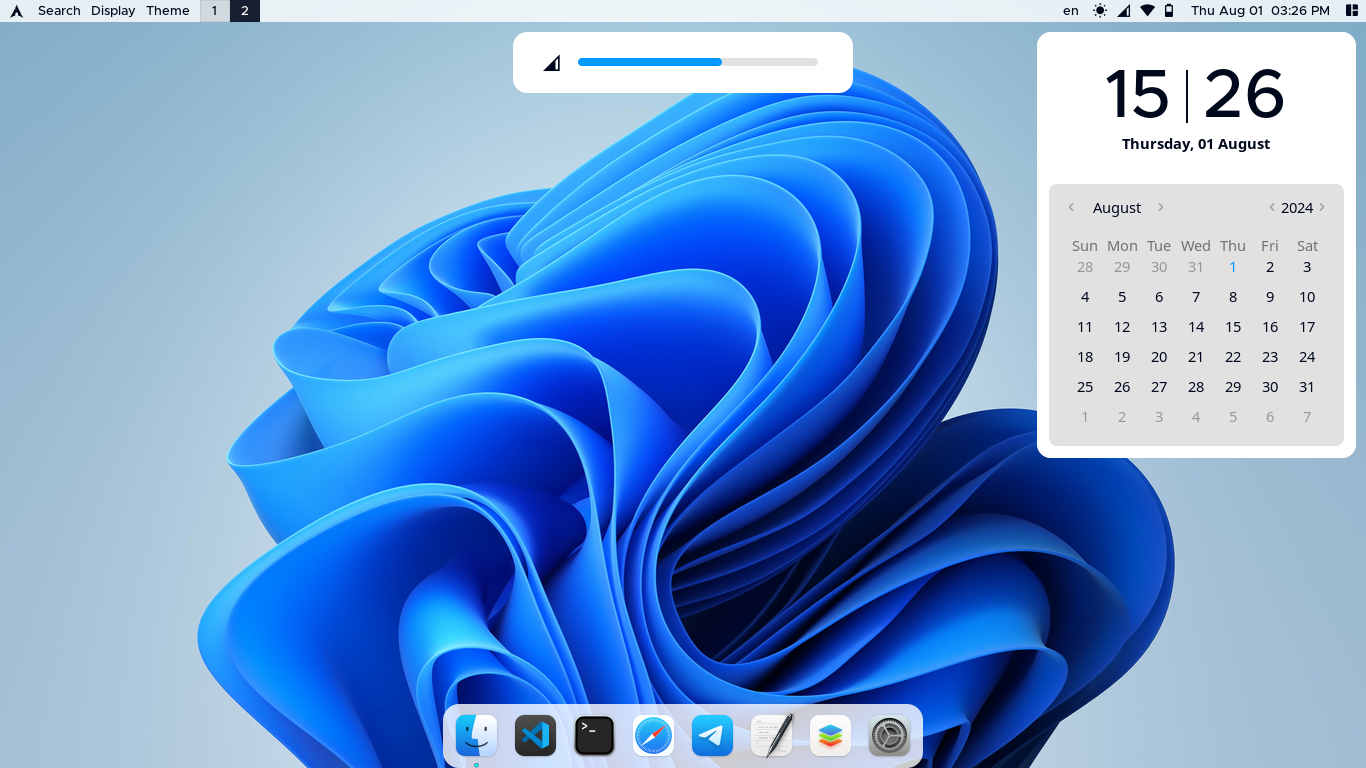 Search Display Theme 1 2 en Thu Aug 01 03:26 PM
15 26
Thursday, 01 August
August 2024
Sun Mon Tue Wed Thu Fri Sat
28 29 30 31 1 2 3
4 5 6 7 8 9 10
11 12 13 14 15 16 17
18 19 20 21 22 23 24
25 26 27 28 29 30 31
1 2 3 4 5 6 7
>_